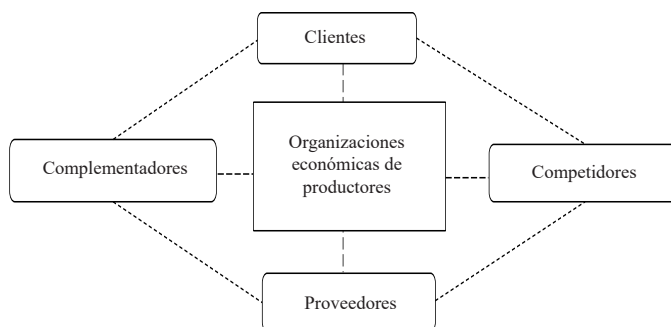 Clientes
Organizaciones
económicas de
productores
Complementadores
Competidores
Proveedores